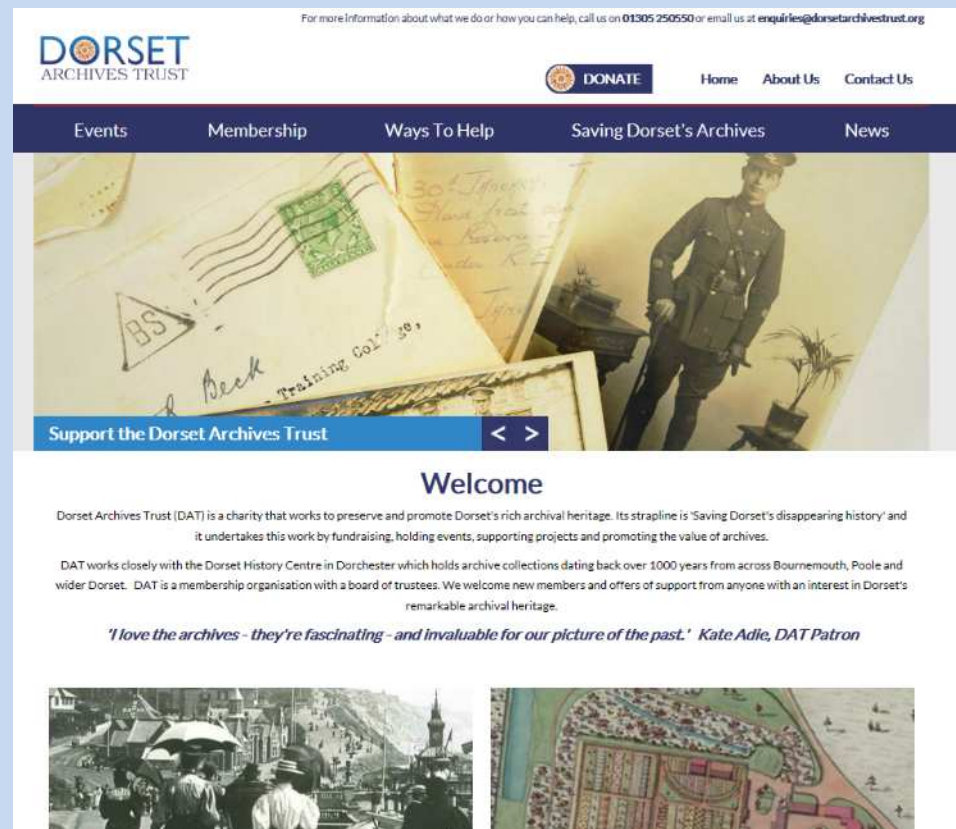 For more information about what we do or how you can help, call us on 01305 250550 or email us at enquiries@dorsetarchivestrust.org
DORSET
ARCHIVES TRUST
DONATE
Home
About Us
Contact Us
Events
Membership
Ways To Help
Saving Dorset's Archives
News
BS
Beck
Training College,
Support the Dorset Archives Trust
< >
Welcome
Dorset Archives Trust (DAT) is a charity that works to preserve and promote Dorset's rich archival heritage. Its strapline is 'Saving Dorset's disappearing history' and
it undertakes this work by fundraising, holding events, supporting projects and promoting the value of archives.
DAT works closely with the Dorset History Centre in Dorchester which holds archive collections dating back over 1000 years from across Bournemouth, Poole and
wider Dorset. DAT is a membership organisation with a board of trustees. We welcome new members and offers of support from anyone with an interest in Dorset's
remarkable archival heritage.
'I love the archives - they're fascinating - and invaluable for our picture of the past.' Kate Adie, DAT Patron